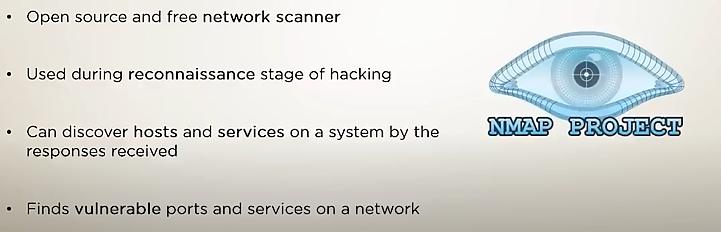 • Open source and free network scanner
• Used during reconnaissance stage of hacking
• Can discover hosts and services on a system by the
responses received
• Finds vulnerable ports and services on a network
NMAP PROJECT